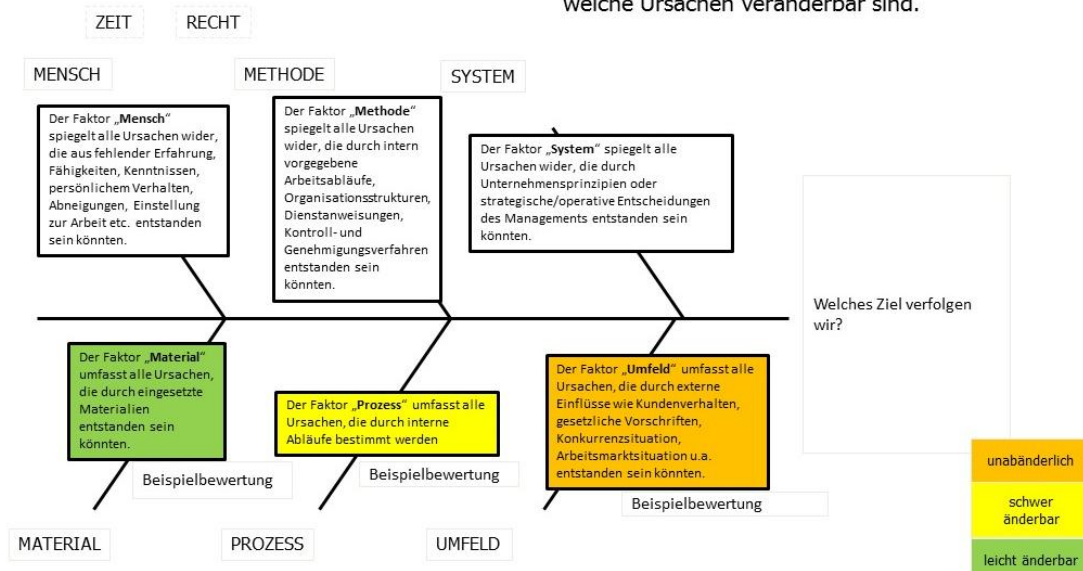 welche Ursachen veränderbar sind.
ZEIT
RECHT
MENSCH
METHODE
SYSTEM
Der Faktor „Mensch“
spiegelt alle Ursachen wider,
die aus fehlender Erfahrung,
Fähigkeiten, Kenntnissen,
persönlichem Verhalten,
Abneigungen, Einstellung
zur Arbeit etc. entstanden
sein könnten.
Der Faktor „Methode“
spiegelt alle Ursachen
wider, die durch intern
vorgegebene
Arbeitsabläufe,
Organisationsstrukturen,
Dienstanweisungen,
Kontroll- und
Genehmigungsverfahren
entstanden sein
könnten.
Der Faktor „System“ spiegelt alle
Ursachen wider, die durch
Unternehmensprinzipien oder
strategische/operative Entscheidungen
des Managements entstanden sein
könnten.
Welches Ziel verfolgen
wir?
Der Faktor „Material“
umfasst alle Ursachen,
die durch eingesetzte
Materialien
entstanden sein
könnten.
Beispielbewertung
Der Faktor „Prozess“ umfasst alle
Ursachen, die durch interne
Abläufe bestimmt werden
Beispielbewertung
Der Faktor „Umfeld“ umfasst alle
Ursachen, die durch externe
Einflüsse wie Kundenverhalten,
gesetzliche Vorschriften,
Konkurrenzsituation,
Arbeitsmarktsituation u.a.
entstanden sein könnten.
Beispielbewertung
MATERIAL
PROZESS
UMFELD
unabänderlich
schwer
änderbar
leicht änderbar